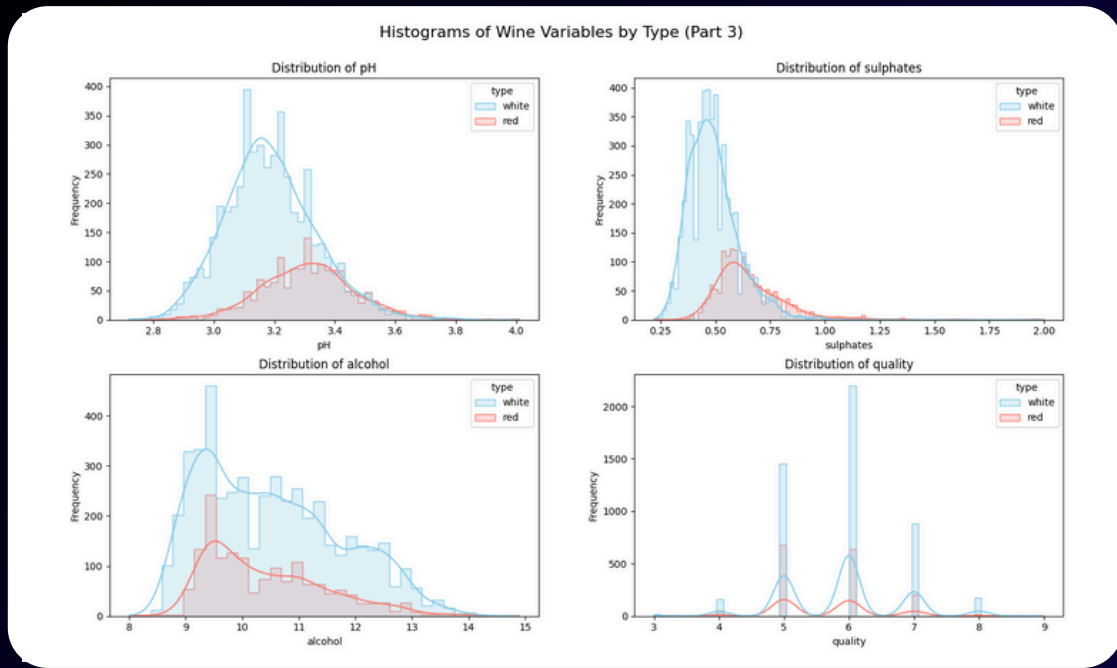 Histograms of Wine Variables by Type (Part 3)
Distribution of pH
400
350
300
250
200
150
100
50
0
Frequency
type
white
red
2.8 3.0 3.2 3.4 3.6 3.8 4.0
pH
Distribution of sulphates
400
350
300
250
200
150
100
50
0
Frequency
type
white
red
0.25 0.50 0.75 1.00 1.25 1.50 1.75 2.00
sulphates
Distribution of alcohol
400
300
200
100
0
Frequency
type
white
red
8 9 10 11 12 13 14 15
alcohol
Distribution of quality
2000
1500
1000
500
0
Frequency
type
white
red
3 4 5 6 7 8 9
quality